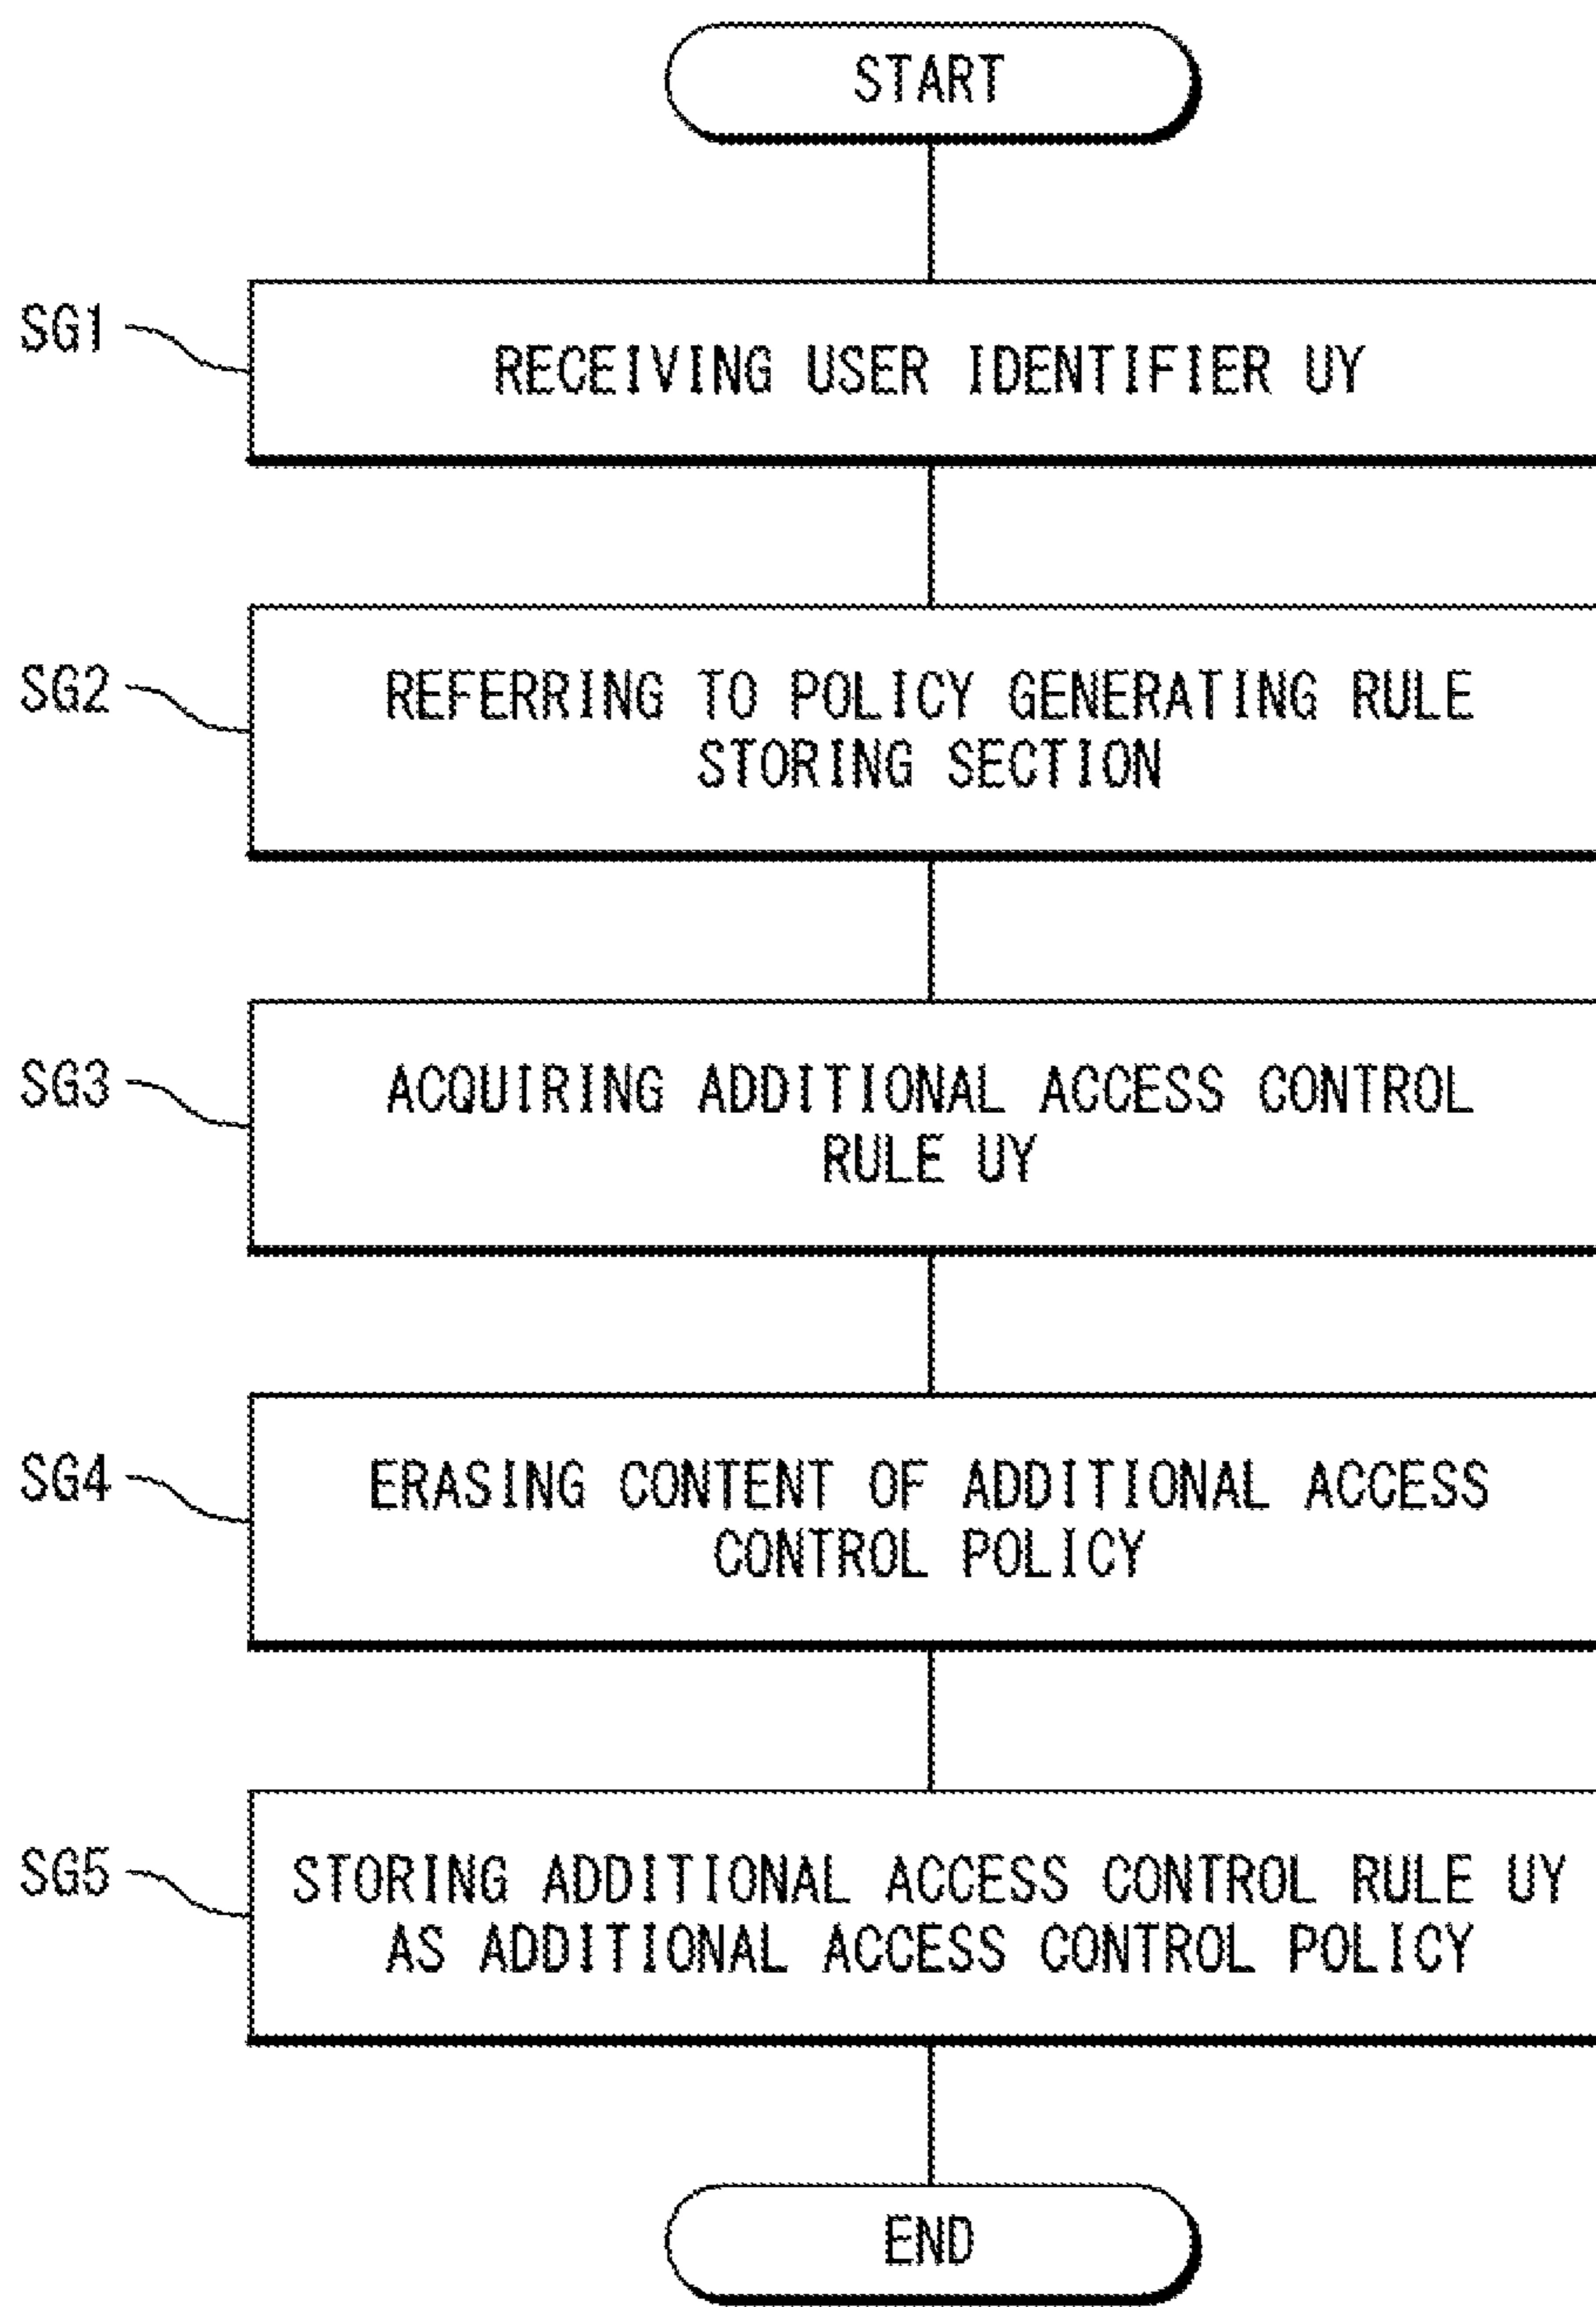 START
SG1
RECEIVING USER IDENTIFIER UY
SG2
REFERRING TO POLICY GENERATING RULE
STORING SECTION
SG3
ACQUIRING ADDITIONAL ACCESS CONTROL
RULE UY
SG4
ERASING CONTENT OF ADDITIONAL ACCESS
CONTROL POLICY
SG5
STORING ADDITIONAL ACCESS CONTROL RULE UY
AS ADDITIONAL ACCESS CONTROL POLICY
END